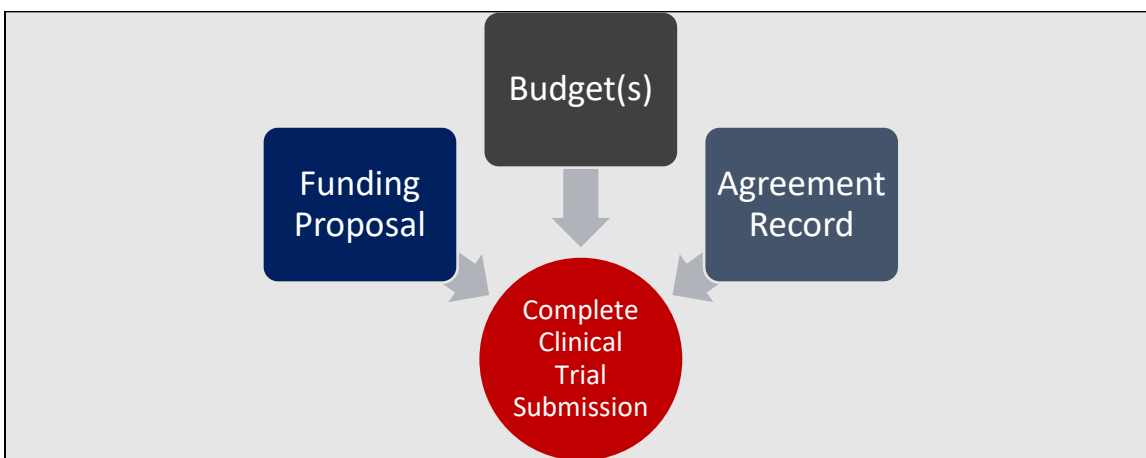 Budget(s)
Funding
Proposal
Agreement
Record
Complete
Clinical
Trial
Submission